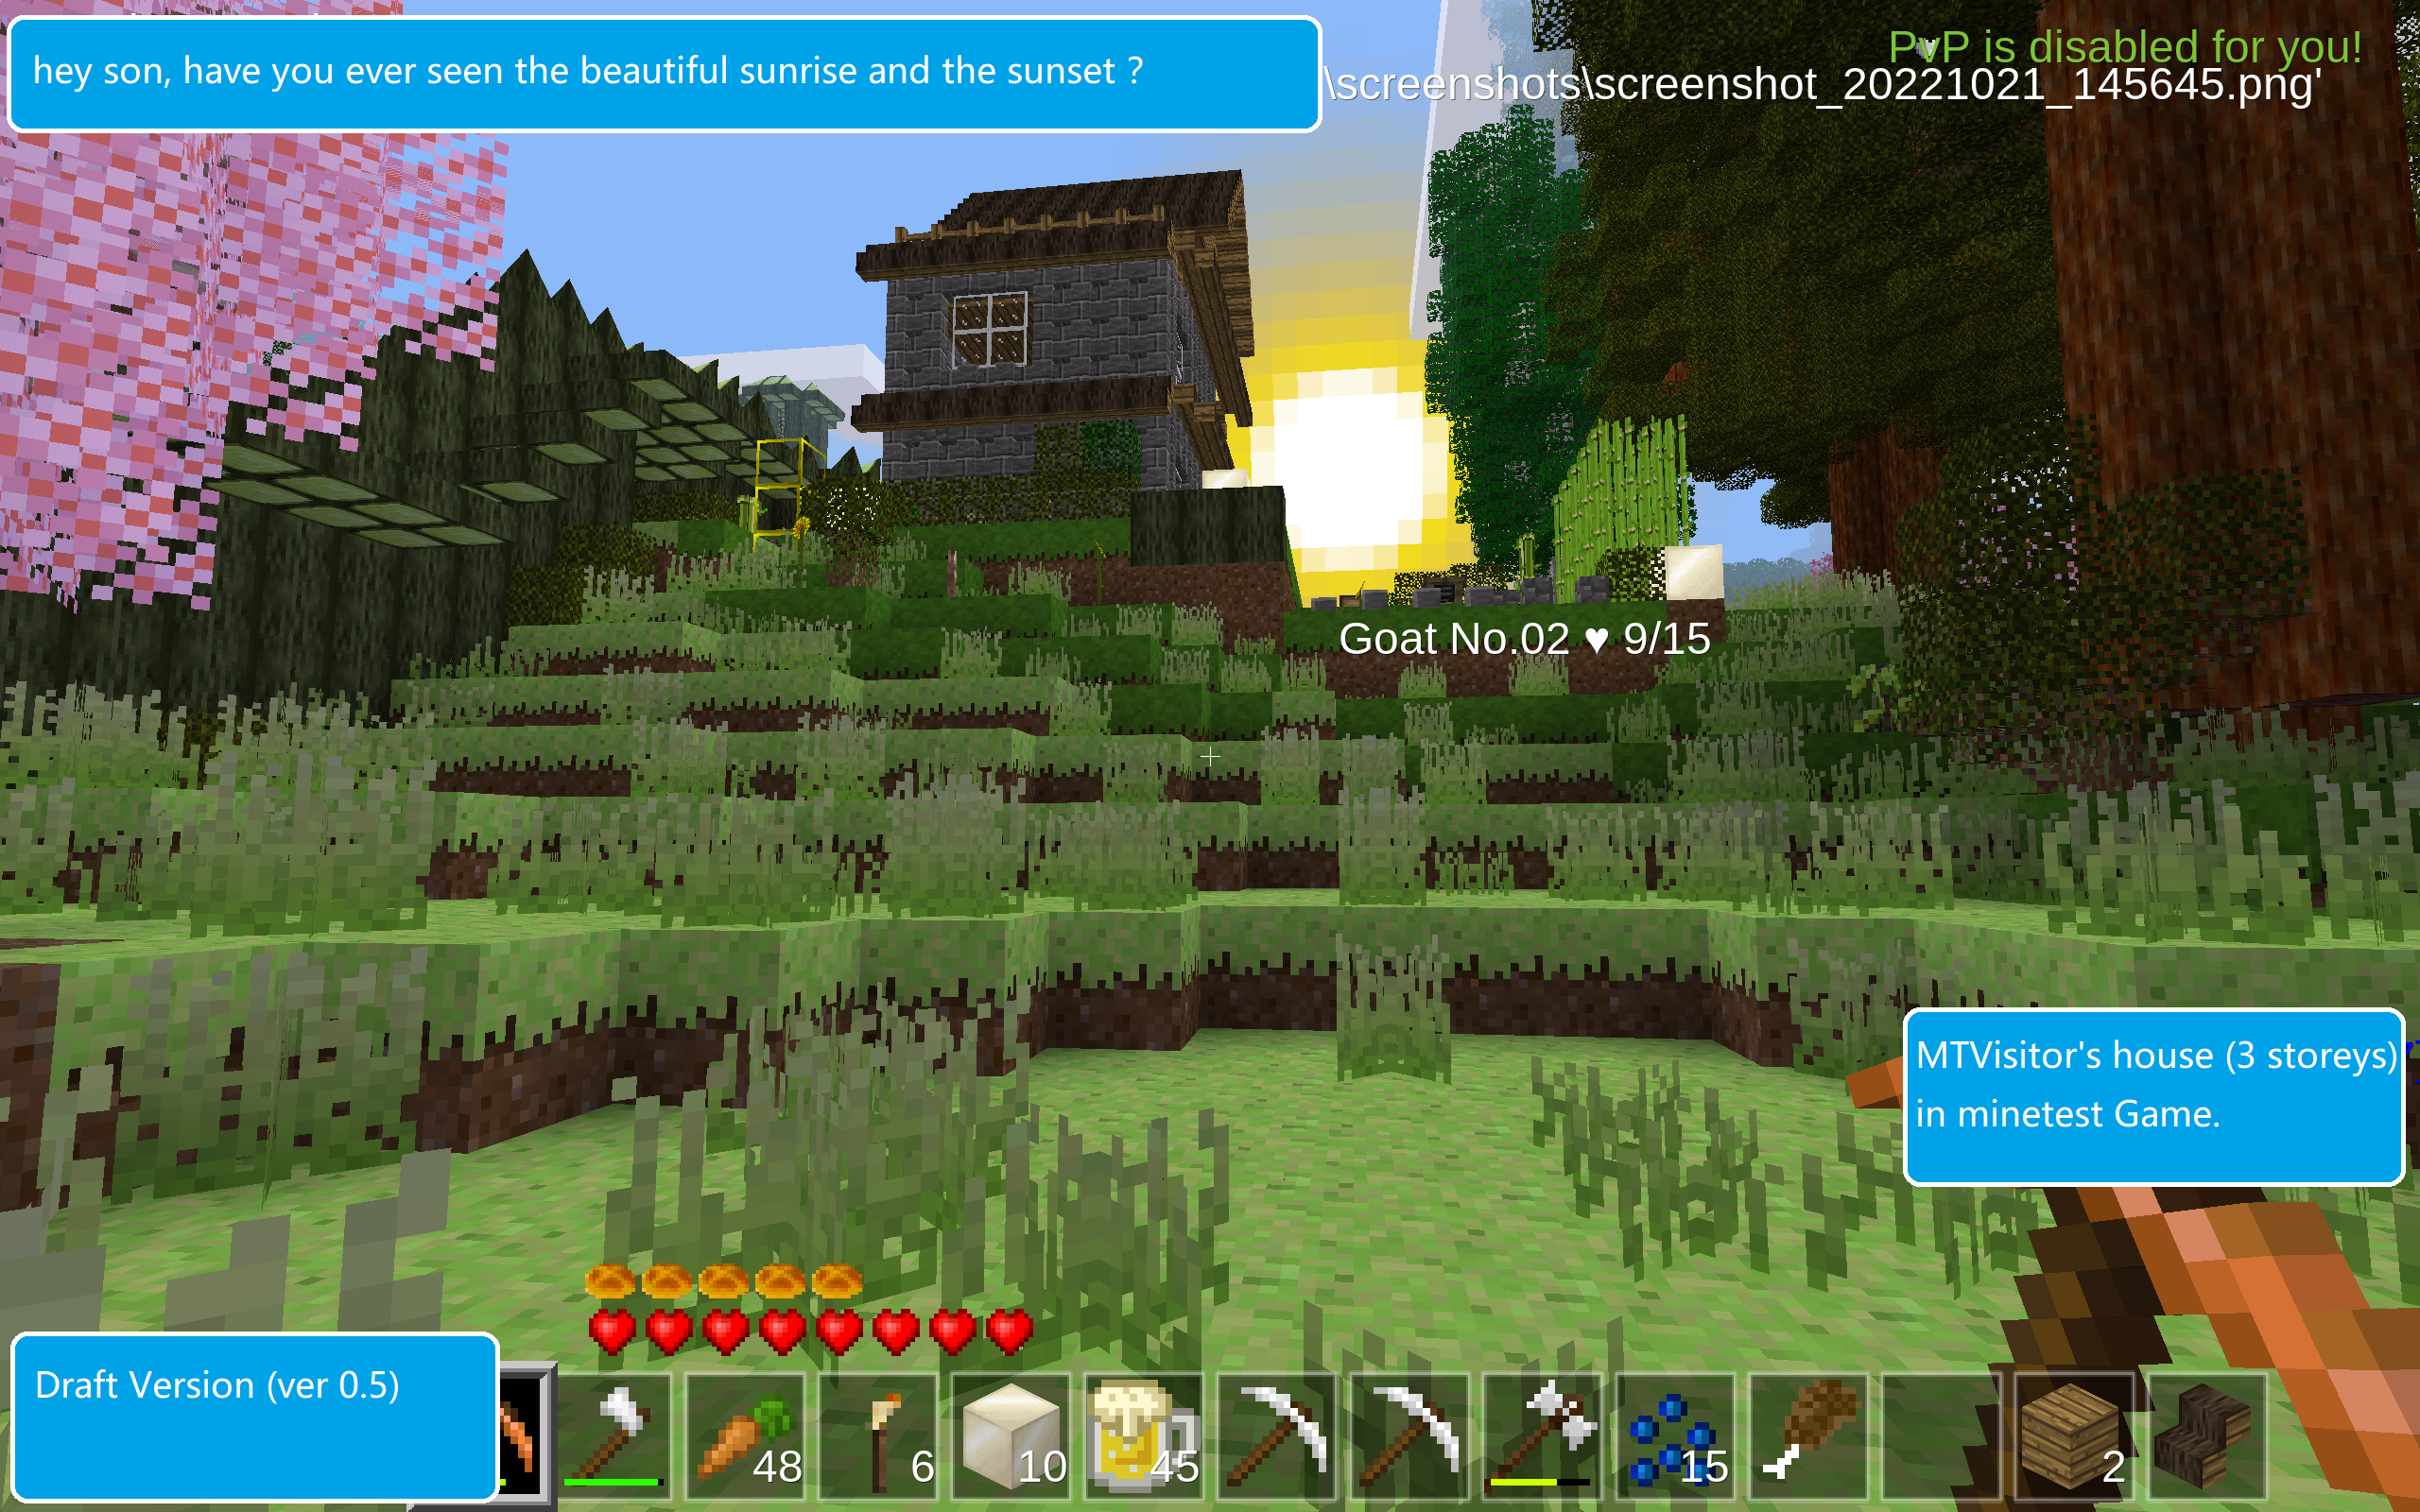 hey son, have you ever seen the beautiful sunrise and the sunset ?
PvP is disabled for you!
\screenshots\screenshot_20221021_145645.png'
Goat No.02 ♥ 9/15
MTVisitor's house (3 storeys)
in minetest Game.
Draft Version (ver 0.5)
48 6 10 45 15 2